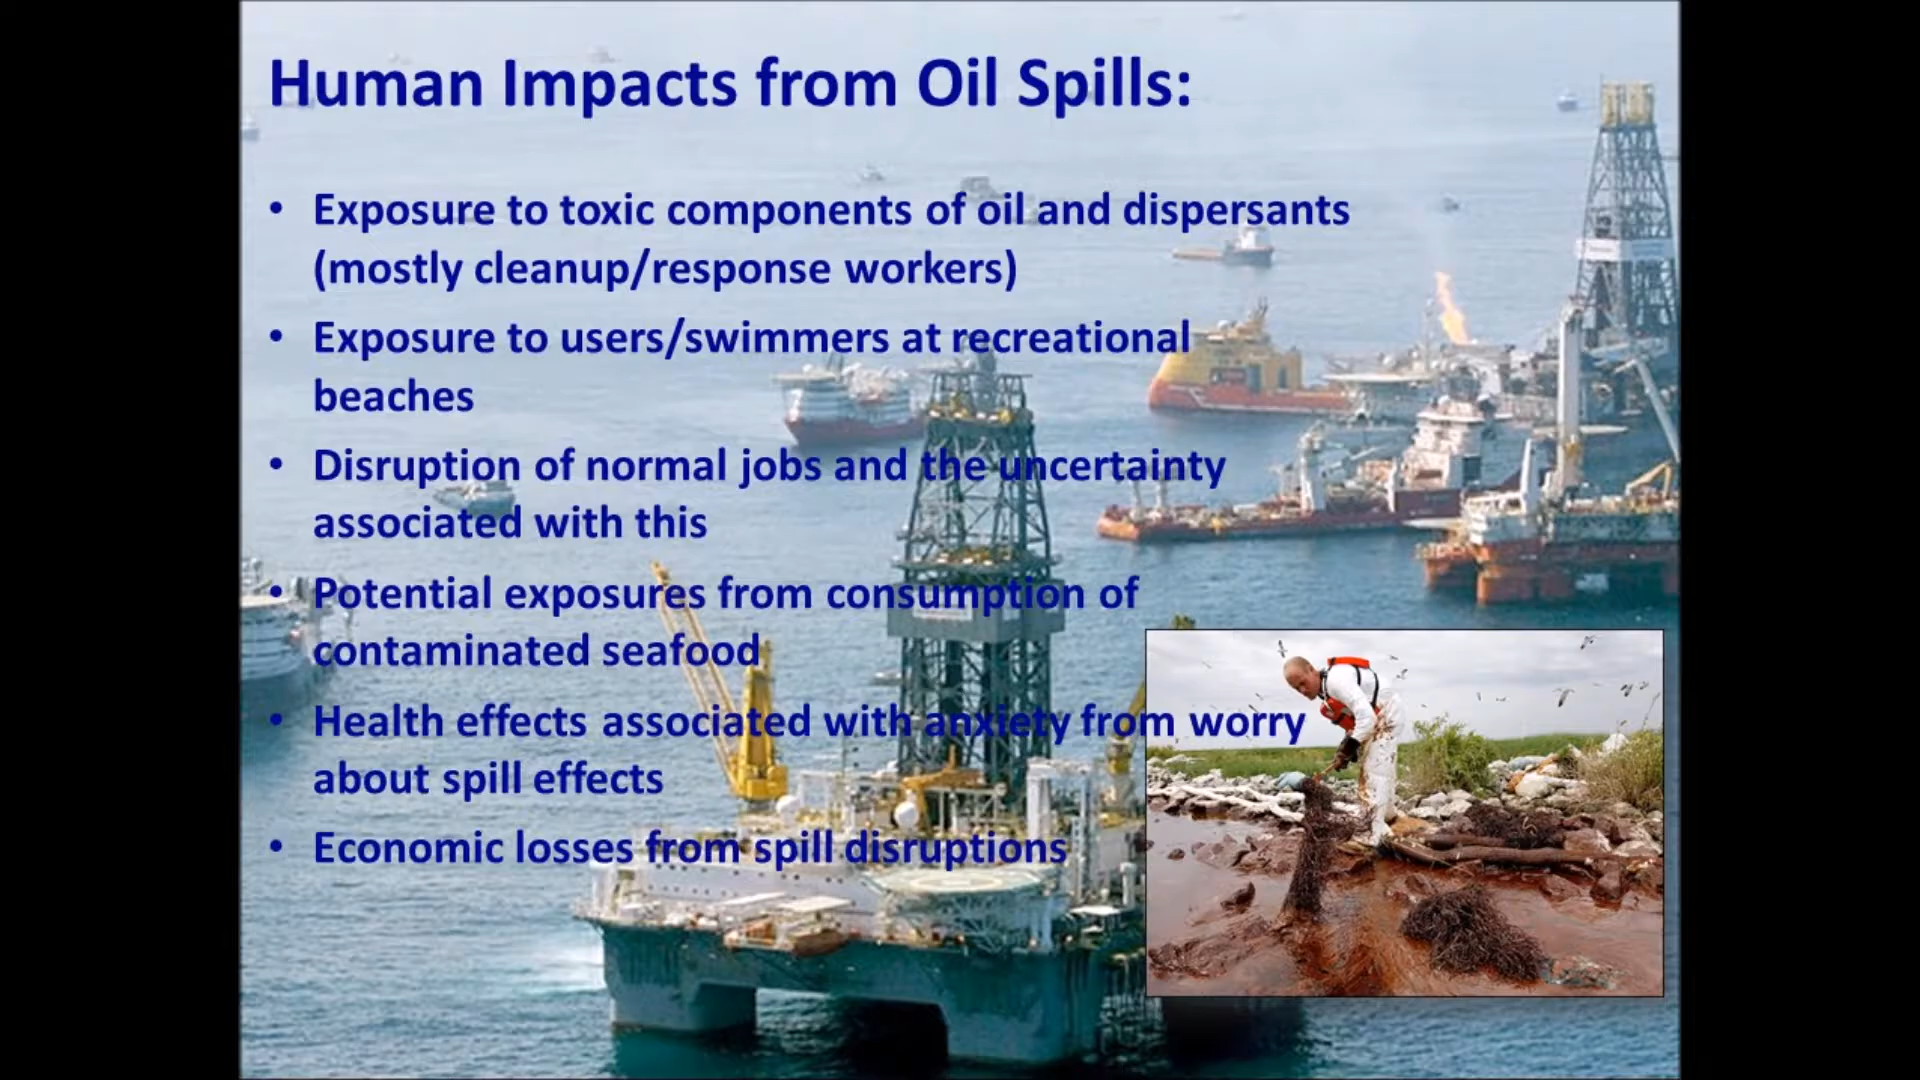 Human Impacts from Oil Spills:
• Exposure to toxic components of oil and dispersants
(mostly cleanup/response workers)
• Exposure to users/swimmers at recreational
beaches
• Disruption of normal jobs and the uncertainty
associated with this
• Potential exposures from consumption of
contaminated seafood
• Health effects associated with anxiety from worry
about spill effects
• Economic losses from spill disruptions